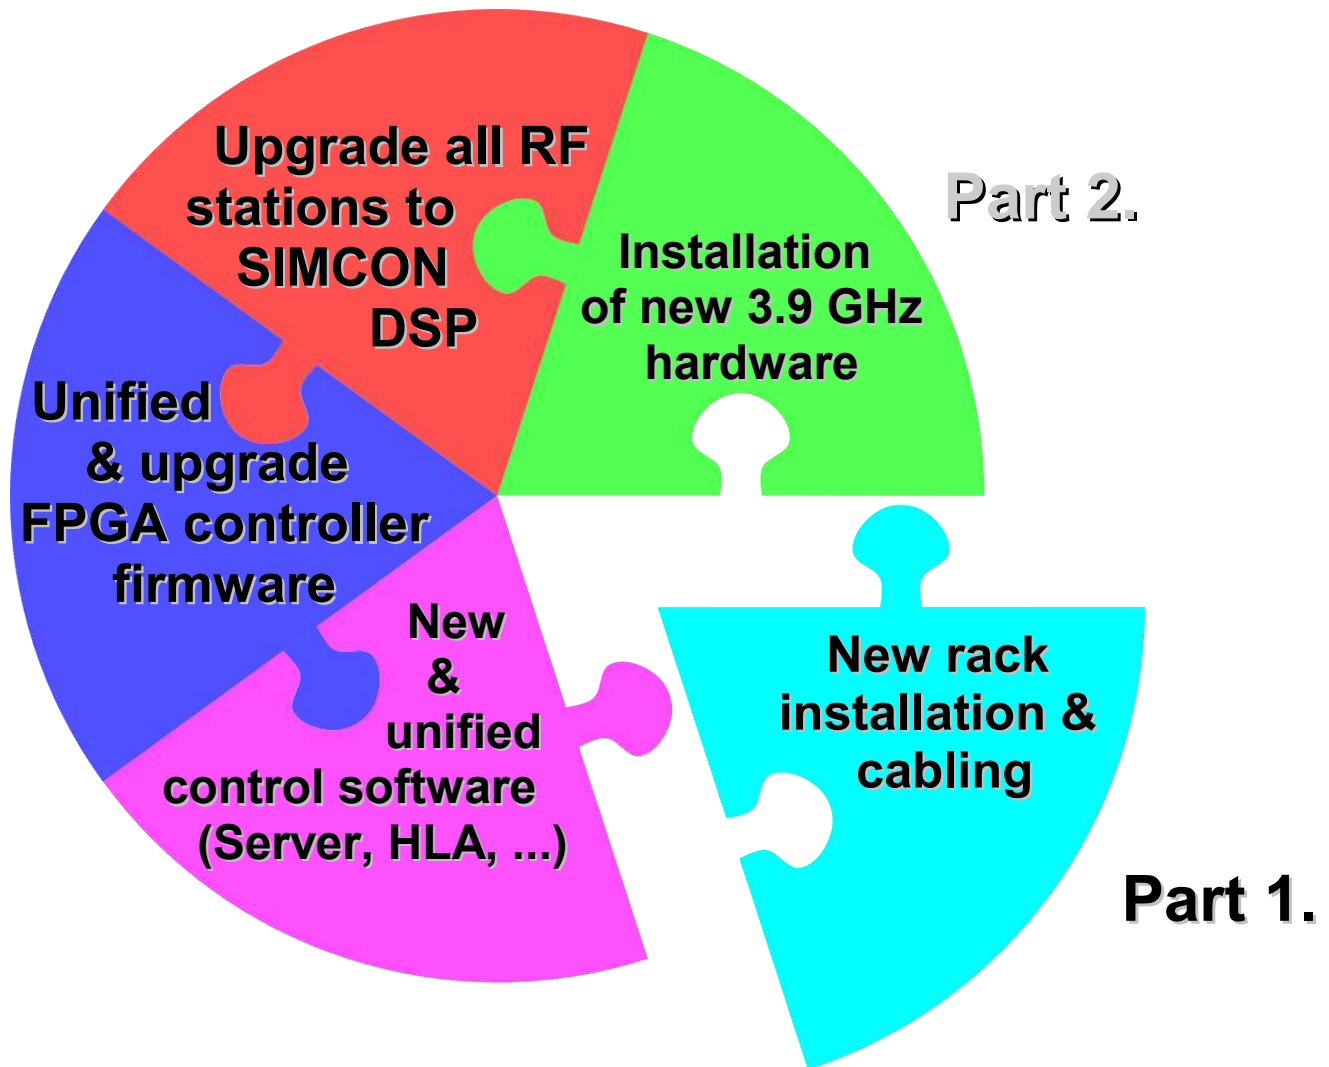 Upgrade all RF
stations to
SIMCON
DSP
Part 2.
Installation
of new 3.9 GHz
hardware
Unified
& upgrade
FPGA controller
firmware
New
&
unified
control software
(Server, HLA, ...)
New rack
installation &
cabling
Part 1.